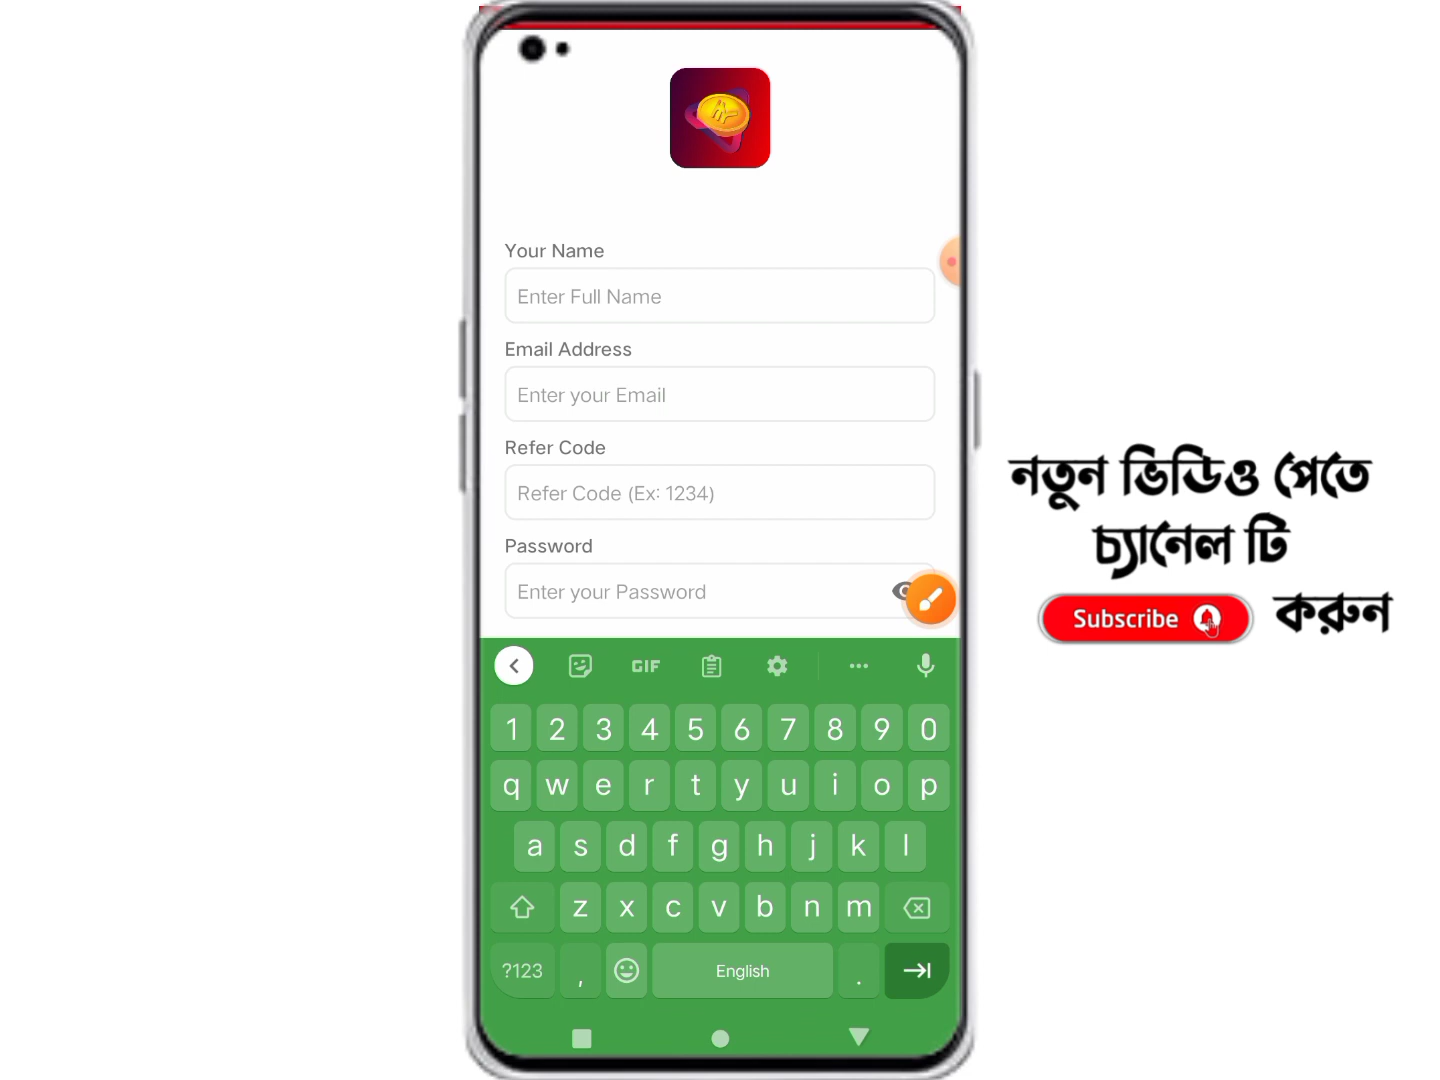 Your Name
Enter Full Name
Email Address
Enter your Email
Refer Code
Refer Code (Ex: 1234)
Password
Enter your Password
নতুন ভিডিও পেতে
চ্যানেল টি
Subscribe করুন
GIF
1 2 3 4 5 6 7 8 9 0
q w e r t y u i o p
a s d f g h j k l
z x c v b n m
?123 , English .